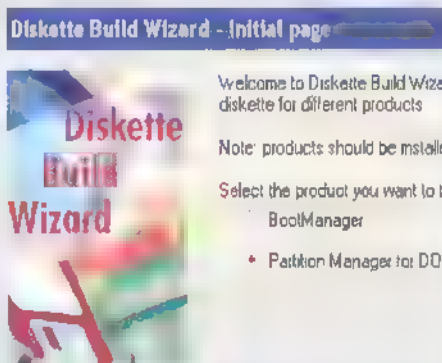 Diskette Build Wizard - Initial page
Diskette
Build
Wizard
Welcome to Diskette Build Wiza
diskette for different products
Note: products should be installe
Select the product you want to b
BootManager
Partition Manager for DO